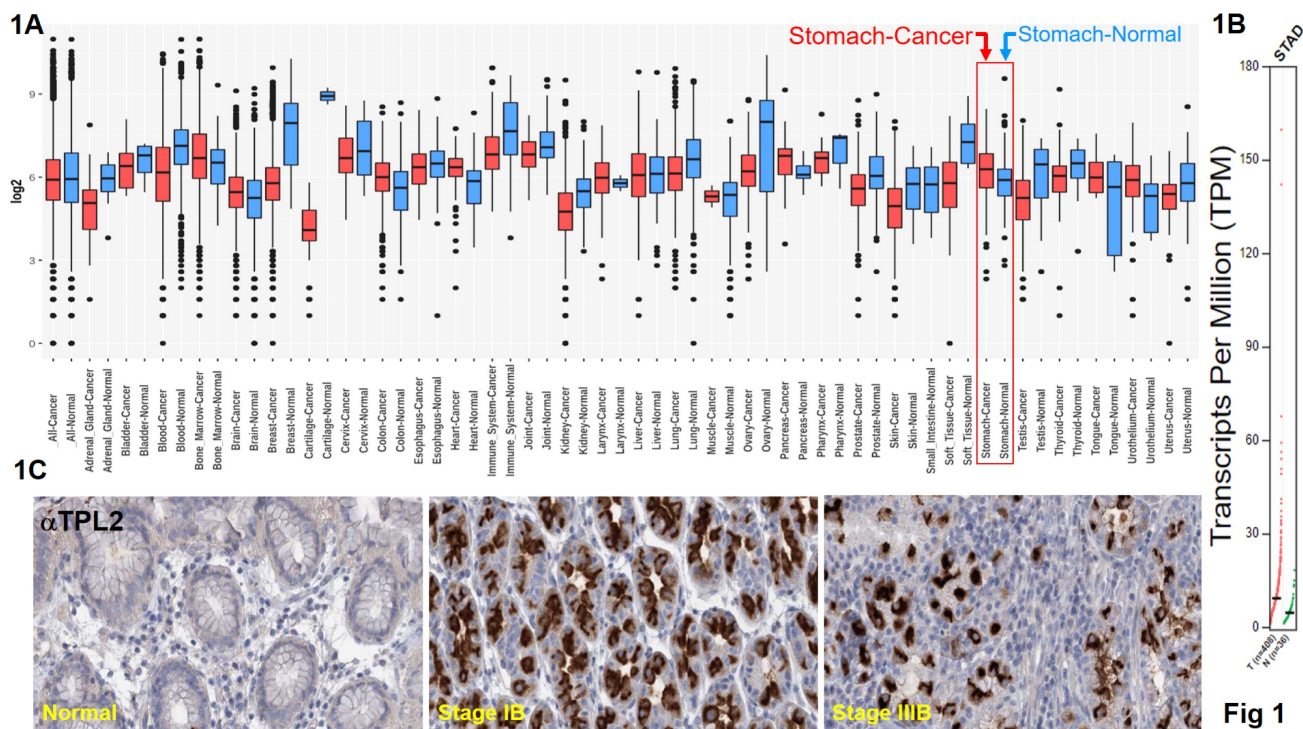 1A
Stomach-Cancer
Stomach-Normal
1B
STAD
9
6
3
0
log2
_All-Cancer
_All-Normal
Adrenal_Gland-Cancer
Adrenal_Gland-Normal
Bladder-Cancer
Bladder-Normal
Blood-Cancer
Blood-Normal
Bone_Marrow-Cancer
Bone_Marrow-Normal
Brain-Cancer
Brain-Normal
Breast-Cancer
Breast-Normal
Cartilage-Cancer
Cartilage-Normal
Cervix-Cancer
Cervix-Normal
Colon-Cancer
Colon-Normal
Esophagus-Cancer
Esophagus-Normal
Heart-Cancer
Heart-Normal
Immune_System-Cancer
Immune_System-Normal
Joint-Cancer
Joint-Normal
Kidney-Cancer
Kidney-Normal
Larynx-Cancer
Larynx-Normal
Liver-Cancer
Liver-Normal
Lung-Cancer
Lung-Normal
Muscle-Cancer
Muscle-Normal
Ovary-Cancer
Ovary-Normal
Pancreas-Cancer
Pancreas-Normal
Pharynx-Cancer
Pharynx-Normal
Prostate-Cancer
Prostate-Normal
Skin-Cancer
Skin-Normal
Small_Intestine-Normal
Soft_Tissue-Cancer
Soft_Tissue-Normal
Stomach-Cancer
Stomach-Normal
Testis-Cancer
Testis-Normal
Thyroid-Cancer
Thyroid-Normal
Tongue-Cancer
Tongue-Normal
Urothelium-Cancer
Urothelium-Normal
Uterus-Cancer
Uterus-Normal
Transcripts Per Million (TPM)
180
150
120
90
60
30
0
T (n=408)
N (n=36)
1C
αTPL2
Normal
Stage IB
Stage IIIB
Fig 1